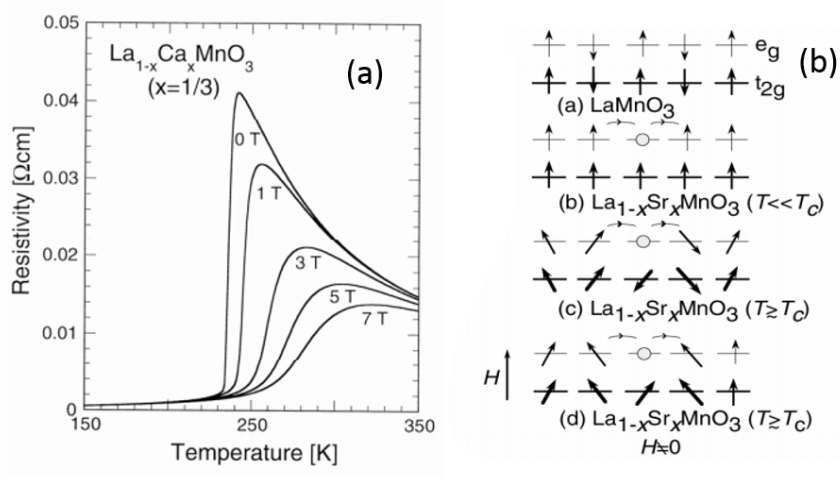 La1-xCaxMnO3
(x=1/3)
(a)
Resistivity [Ωcm]
0.05
0.04
0.03
0.02
0.01
0
0 T
1 T
3 T
5 T
7 T
150
250
350
Temperature [K]
(b)
eg
t2g
(a) LaMnO3
(b) La1-xSrxMnO3 (T<<Tc)
(c) La1-xSrxMnO3 (T≳Tc)
H
(d) La1-xSrxMnO3 (T≳Tc)
H≠0